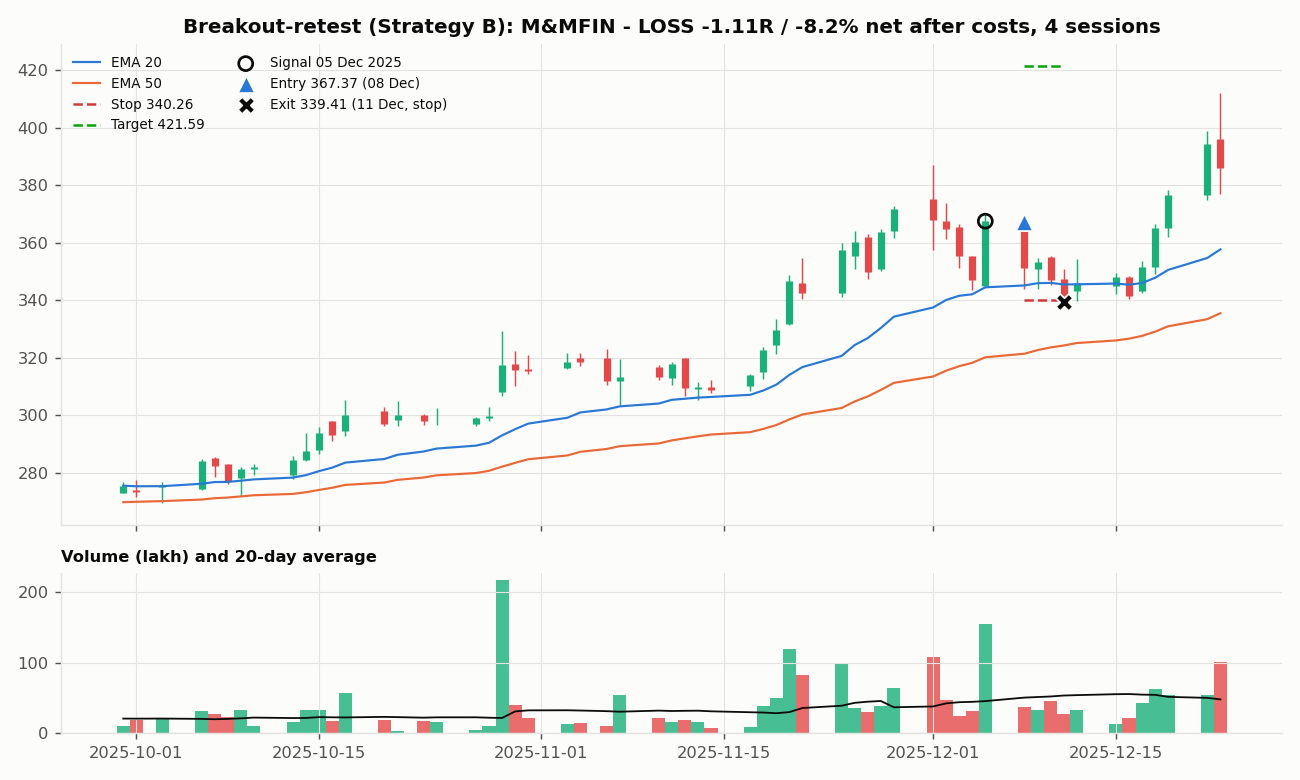 Breakout-retest (Strategy B): M&MFIN - LOSS -1.11R / -8.2% net after costs, 4 sessions
EMA 20
EMA 50
Stop 340.26
Target 421.59
Signal 05 Dec 2025
Entry 367.37 (08 Dec)
Exit 339.41 (11 Dec, stop)
420
400
380
360
340
320
300
280
Volume (lakh) and 20-day average
200
100
0
2025-10-01
2025-10-15
2025-11-01
2025-11-15
2025-12-01
2025-12-15